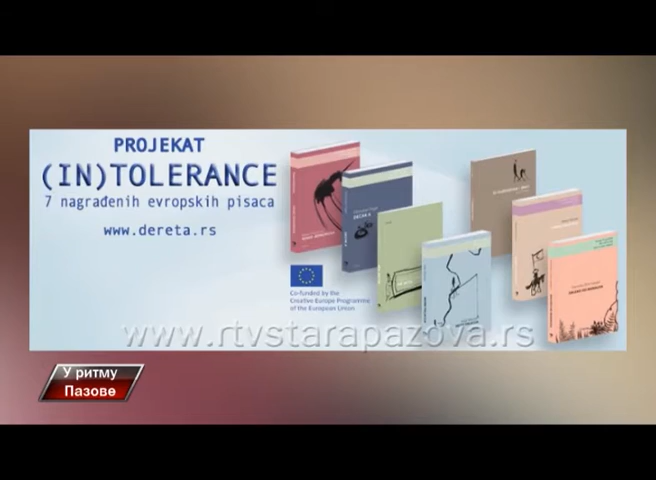 PROJEKAT
(IN)TOLERANCE
7 nagrađenih evropskih pisaca
www.dereta.rs
Co-funded by the
Creative Europe Programme
of the European Union
www.rtvstarapazova.rs
У ритму
Пазове